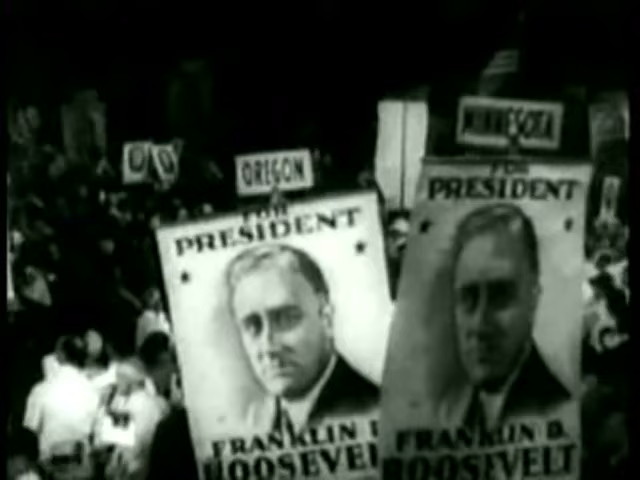 OREGON
FOR
PRESIDENT
FRANKLIN D
ROOSEVELT
MINNESOTA
FOR
PRESIDENT
FRANKLIN D.
ROOSEVELT